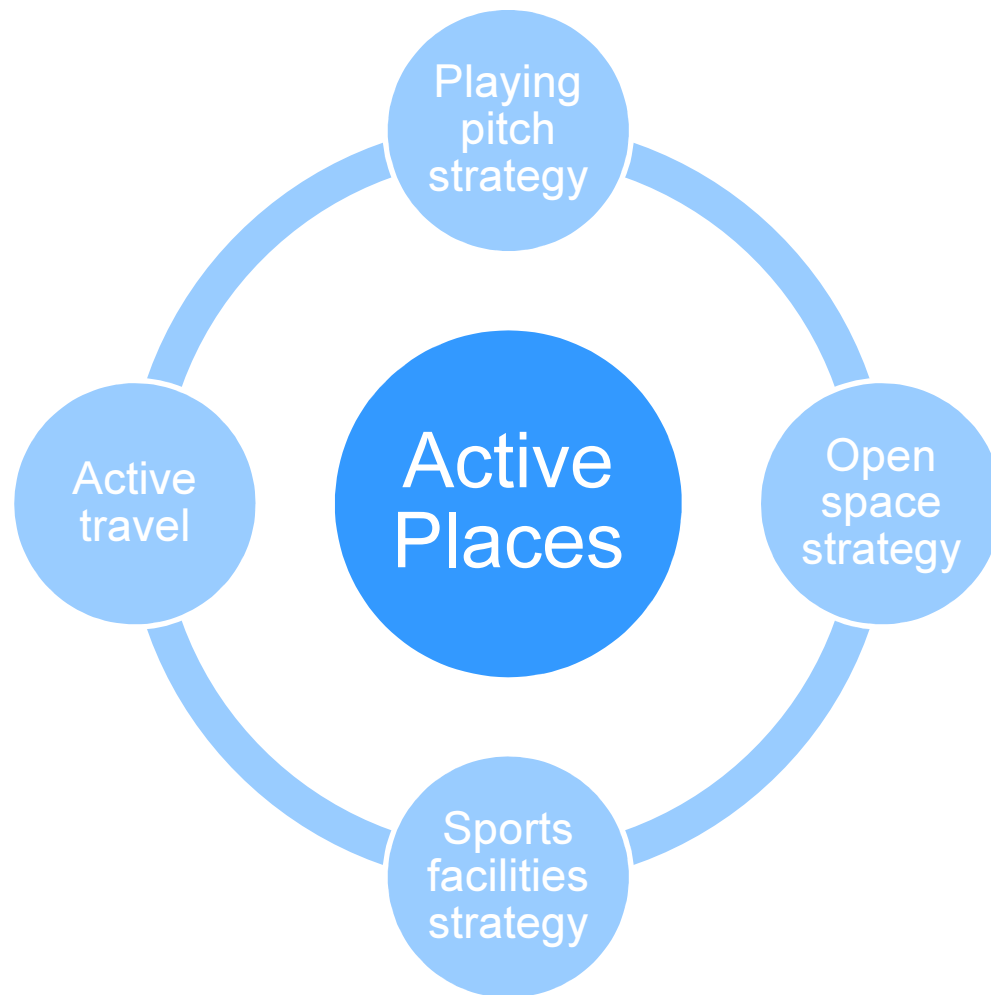 Playing
pitch
strategy
Active
travel
Active
Places
Open
space
strategy
Sports
facilities
strategy